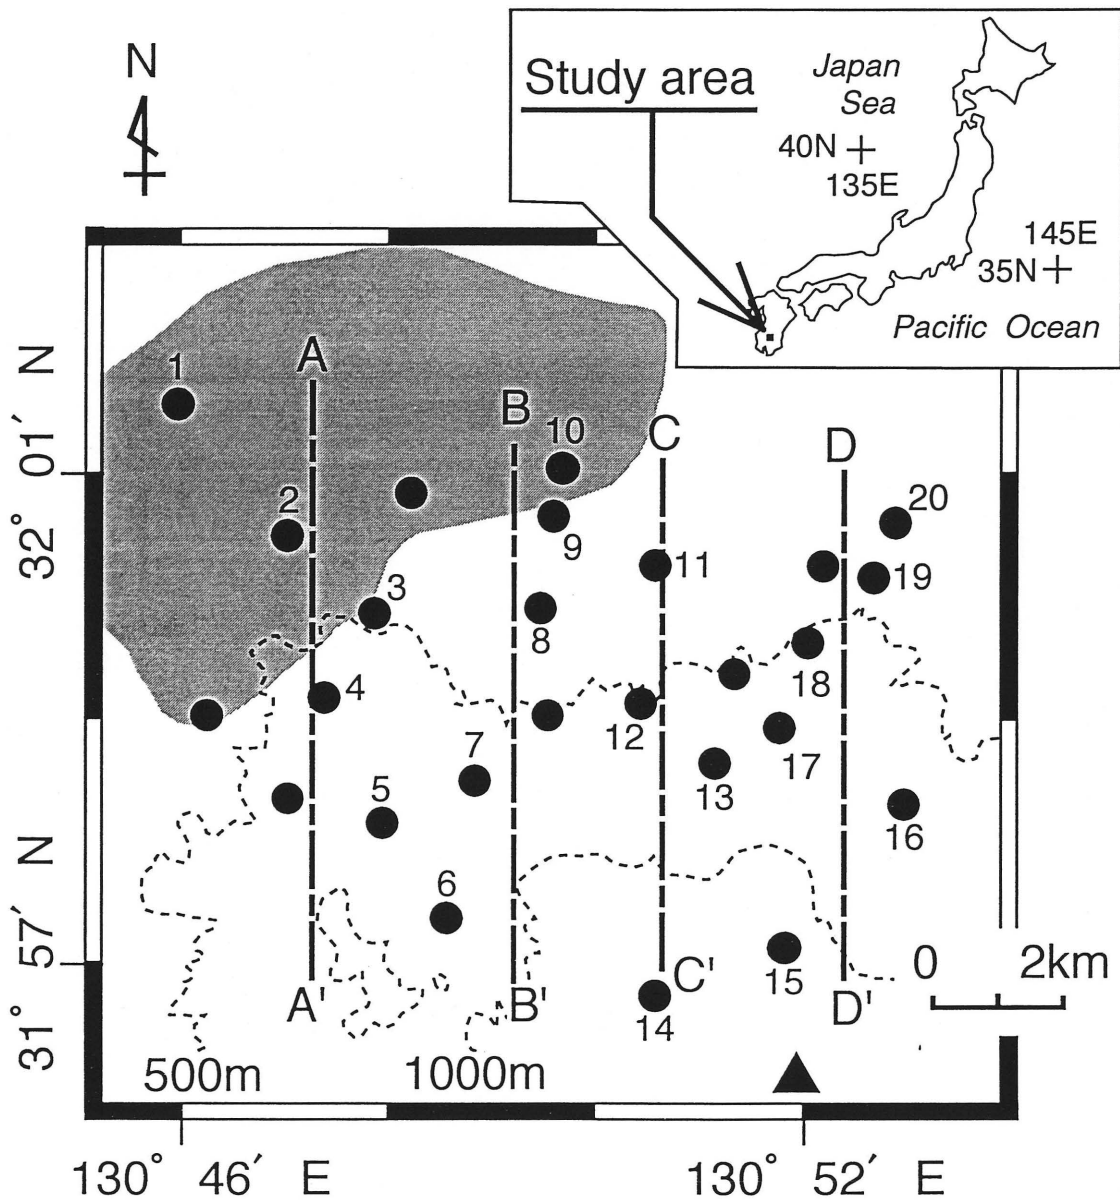 N
Study area
Japan
Sea
40N
135E
145E
35N
Pacific Ocean
32° 01′ N
31° 57′ N
1
A
B
10
C
D
2
20
9
11
19
3
8
4
18
12
7
17
13
5
16
6
15
0 2km
A'
B'
C'
D'
14
500m
1000m
130° 46′ E
130° 52′ E